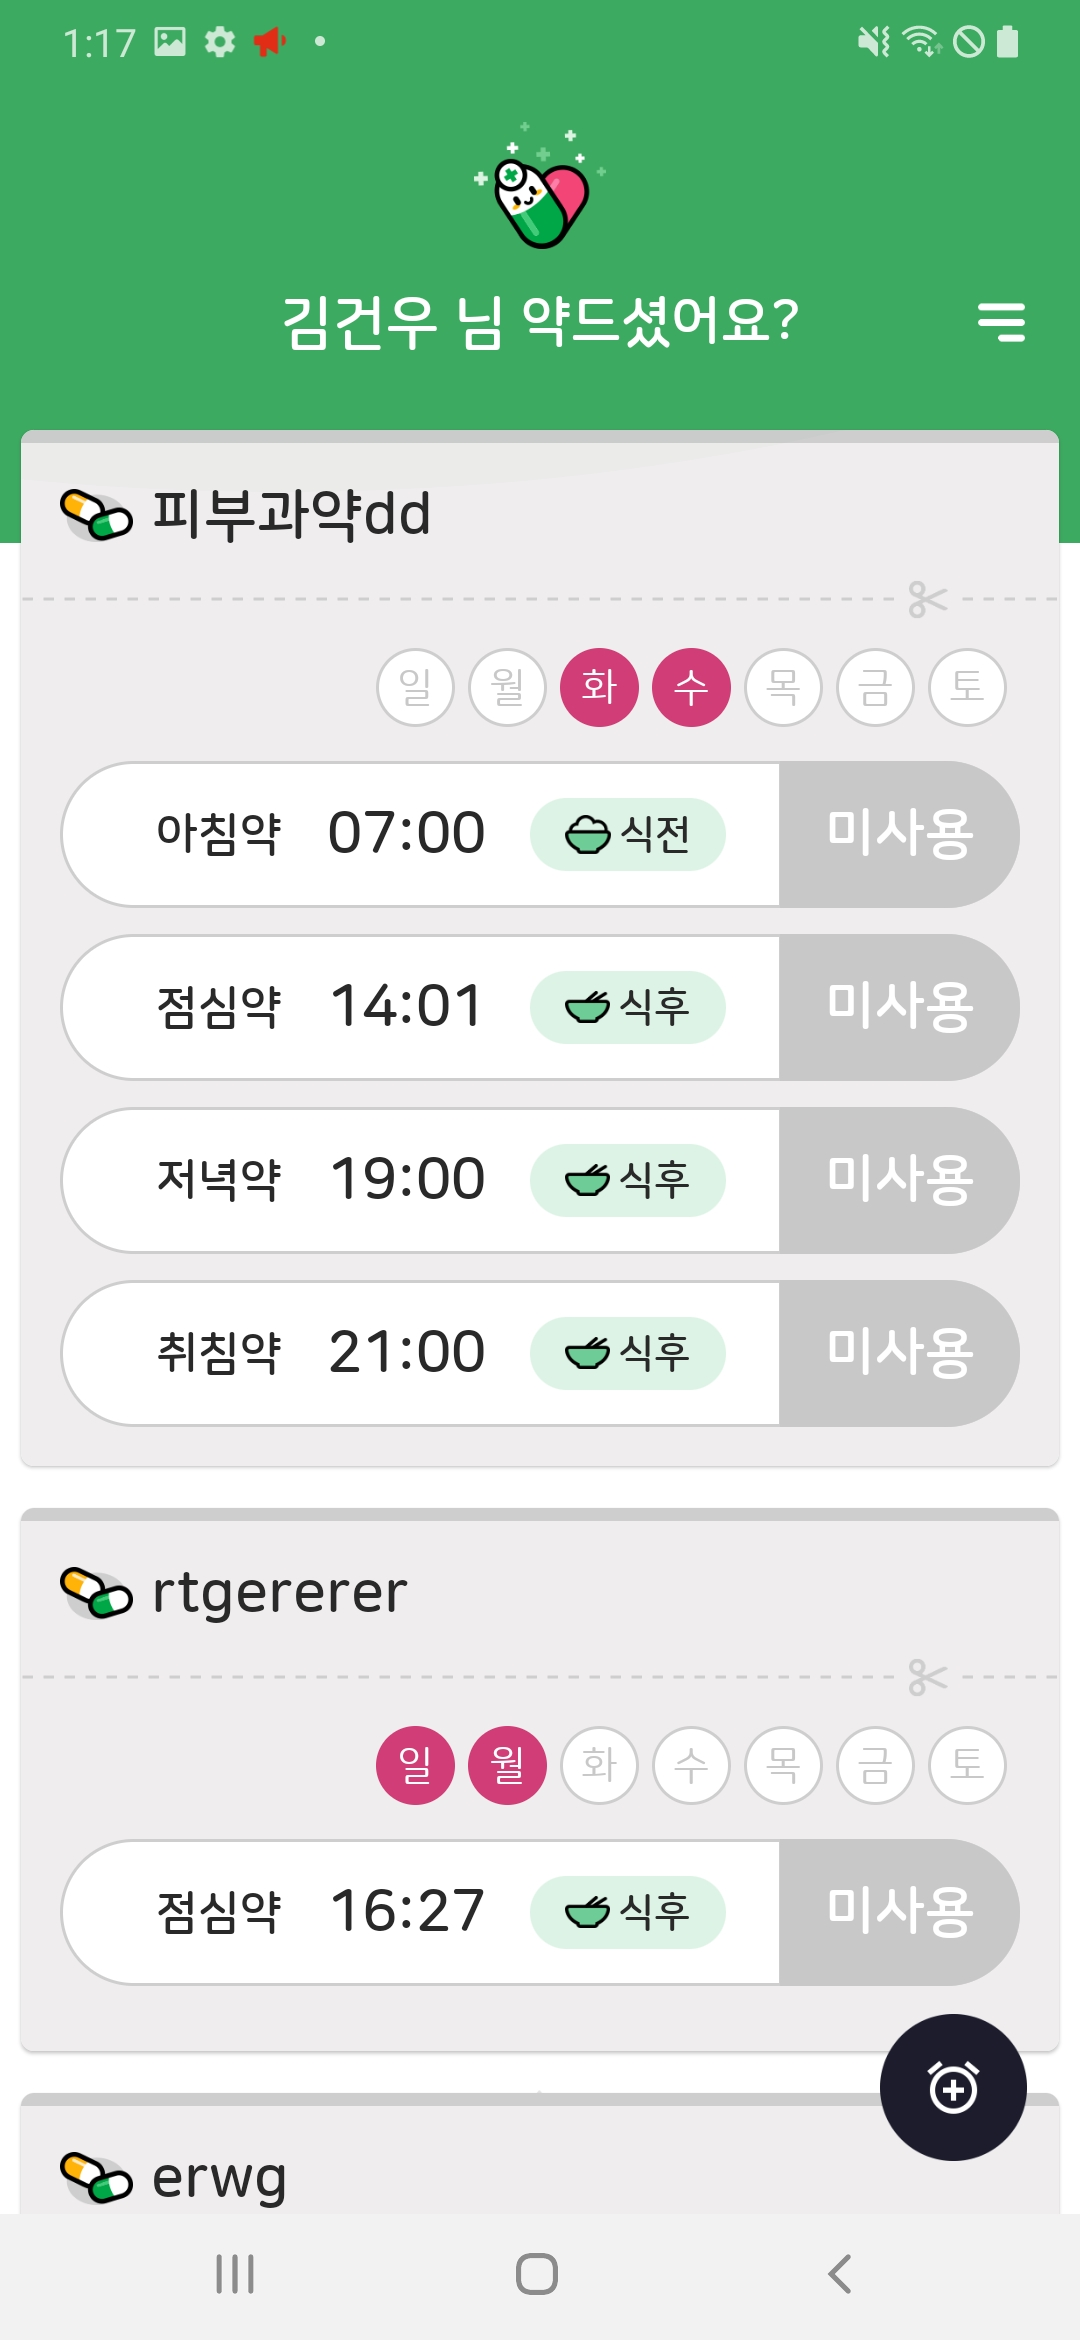 1:17
김건우 님 약드셨어요?
피부과약dd
일 월 화 수 목 금 토
아침약 07:00 식전 미사용
점심약 14:01 식후 미사용
저녁약 19:00 식후 미사용
취침약 21:00 식후 미사용
rtgererer
일 월 화 수 목 금 토
점심약 16:27 식후 미사용
erwg